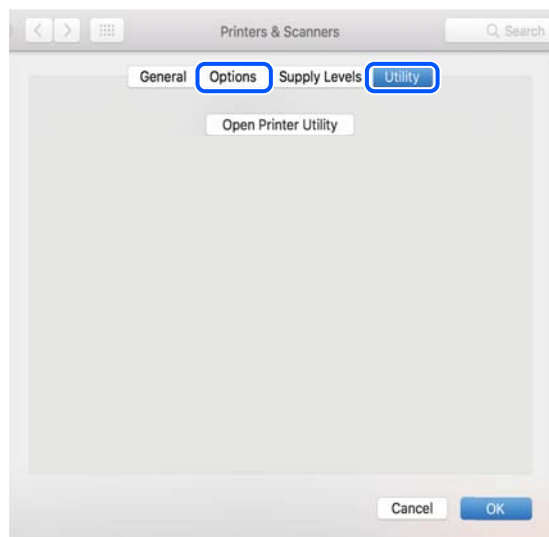 Printers & Scanners Search
General Options Supply Levels Utility
Open Printer Utility
Cancel OK